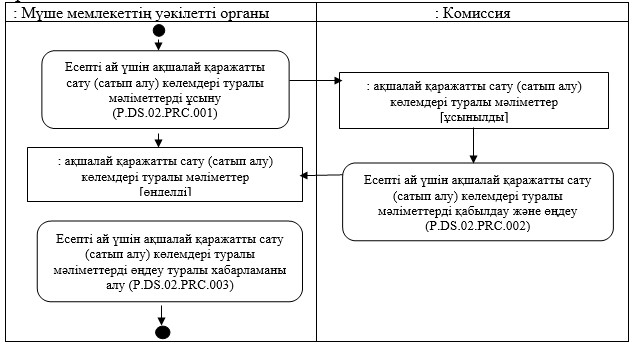 : Мүше мемлекеттің уәкілетті органы
: Комиссия
Есепті ай үшін ақшалай қаражатты
сату (сатып алу) көлемдері туралы
мәліметтерді ұсыну
(P.DS.02.PRC.001)
: ақшалай қаражатты сату (сатып алу)
көлемдері туралы мәліметтер
[ұсынылды]
: ақшалай қаражатты сату (сатып алу)
көлемдері туралы мәліметтер
[өңделді]
Есепті ай үшін ақшалай қаражатты сату
(сатып алу) көлемдері туралы
мәліметтерді қабылдау және өңдеу
(P.DS.02.PRC.002)
Есепті ай үшін ақшалай қаражатты сату
(сатып алу) көлемдері туралы
мәліметтерді өңдеу туралы хабарламаны
алу (P.DS.02.PRC.003)